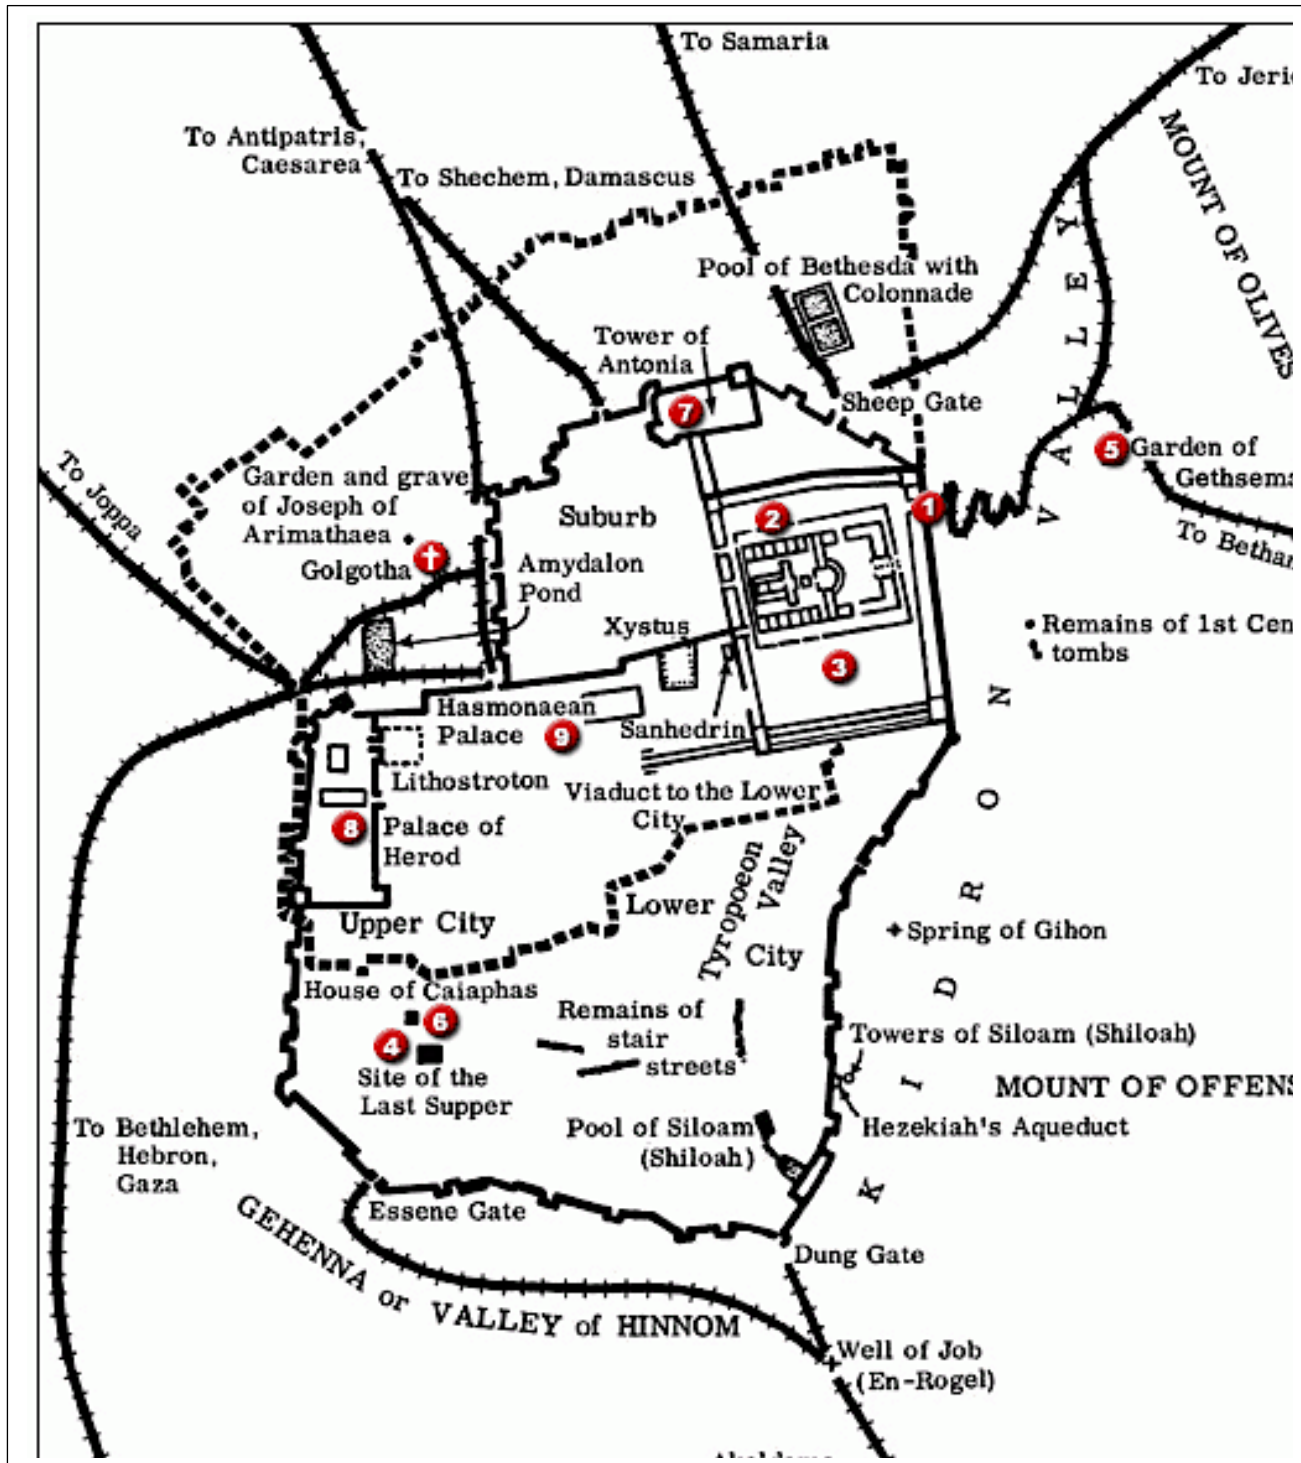 To Samaria
To Jeri
To Antipatris,
Caesarea
MOUNT OF OLIVES
To Shechem, Damascus
Pool of Bethesda with
Colonnade
Tower of
Antonia
7
Sheep Gate
To Joppa
Garden and grave
of Joseph of
Arimathaea
Golgotha
5
Garden of
Gethsema
To Bethan
Suburb
2
1
Amydalon
Pond
Xystus
3
Remains of 1st Cen
tombs
Hasmonaean
Palace
9
Sanhedrin
Lithostroton
Viaduct to the Lower
City
8
Palace of
Herod
Tyropoeon
Valley
Lower
City
Upper City
Spring of Gihon
House of Caiaphas
6
4
Site of the
Last Supper
Remains of
stair
streets
Towers of Siloam (Shiloah)
MOUNT OF OFFENS
Hezekiah's Aqueduct
Pool of Siloam
(Shiloah)
KIDRON VALLEY
To Bethlehem,
Hebron,
Gaza
Essene Gate
Dung Gate
GEHENNA or VALLEY of HINNOM
Well of Job
(En-Rogel)